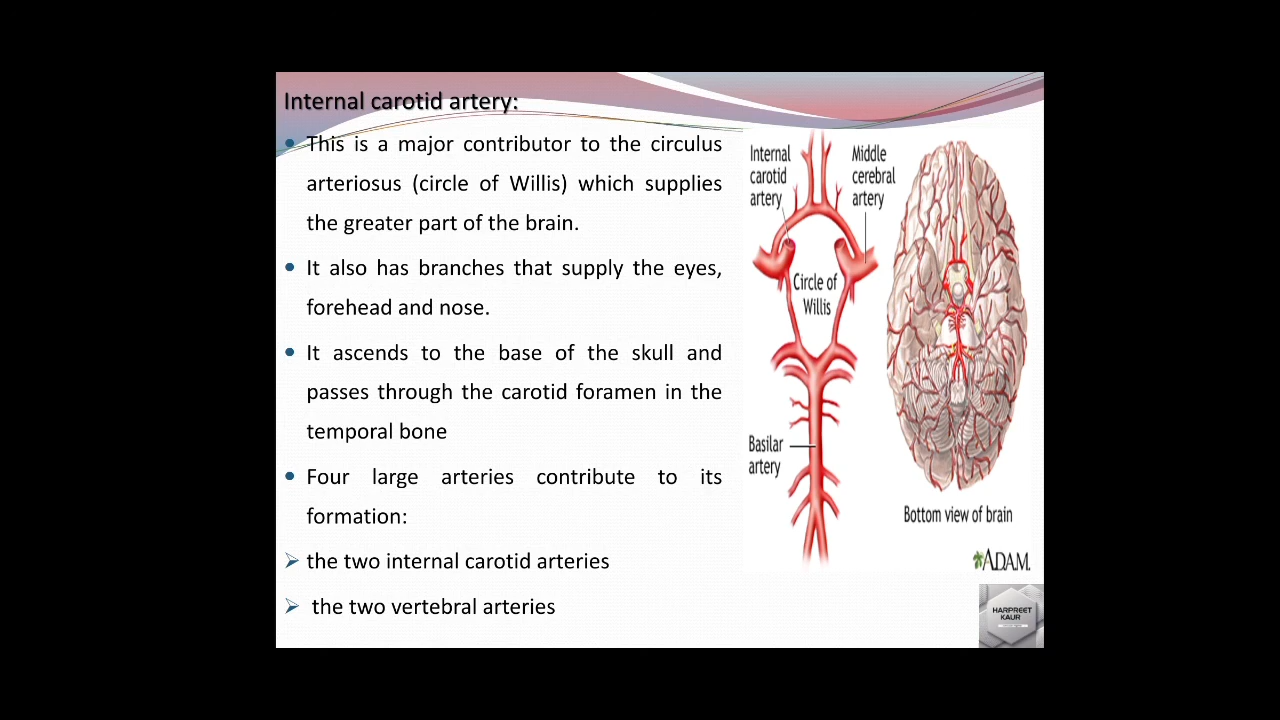 Internal carotid artery:
This is a major contributor to the circulus
arteriosus (circle of Willis) which supplies
the greater part of the brain.
It also has branches that supply the eyes,
forehead and nose.
It ascends to the base of the skull and
passes through the carotid foramen in the
temporal bone
Four large arteries contribute to its
formation:
the two internal carotid arteries
the two vertebral arteries
Internal
carotid
artery
Middle
cerebral
artery
Circle of
Willis
Basilar
artery
Bottom view of brain
ADAM.
HARPREET
KAUR